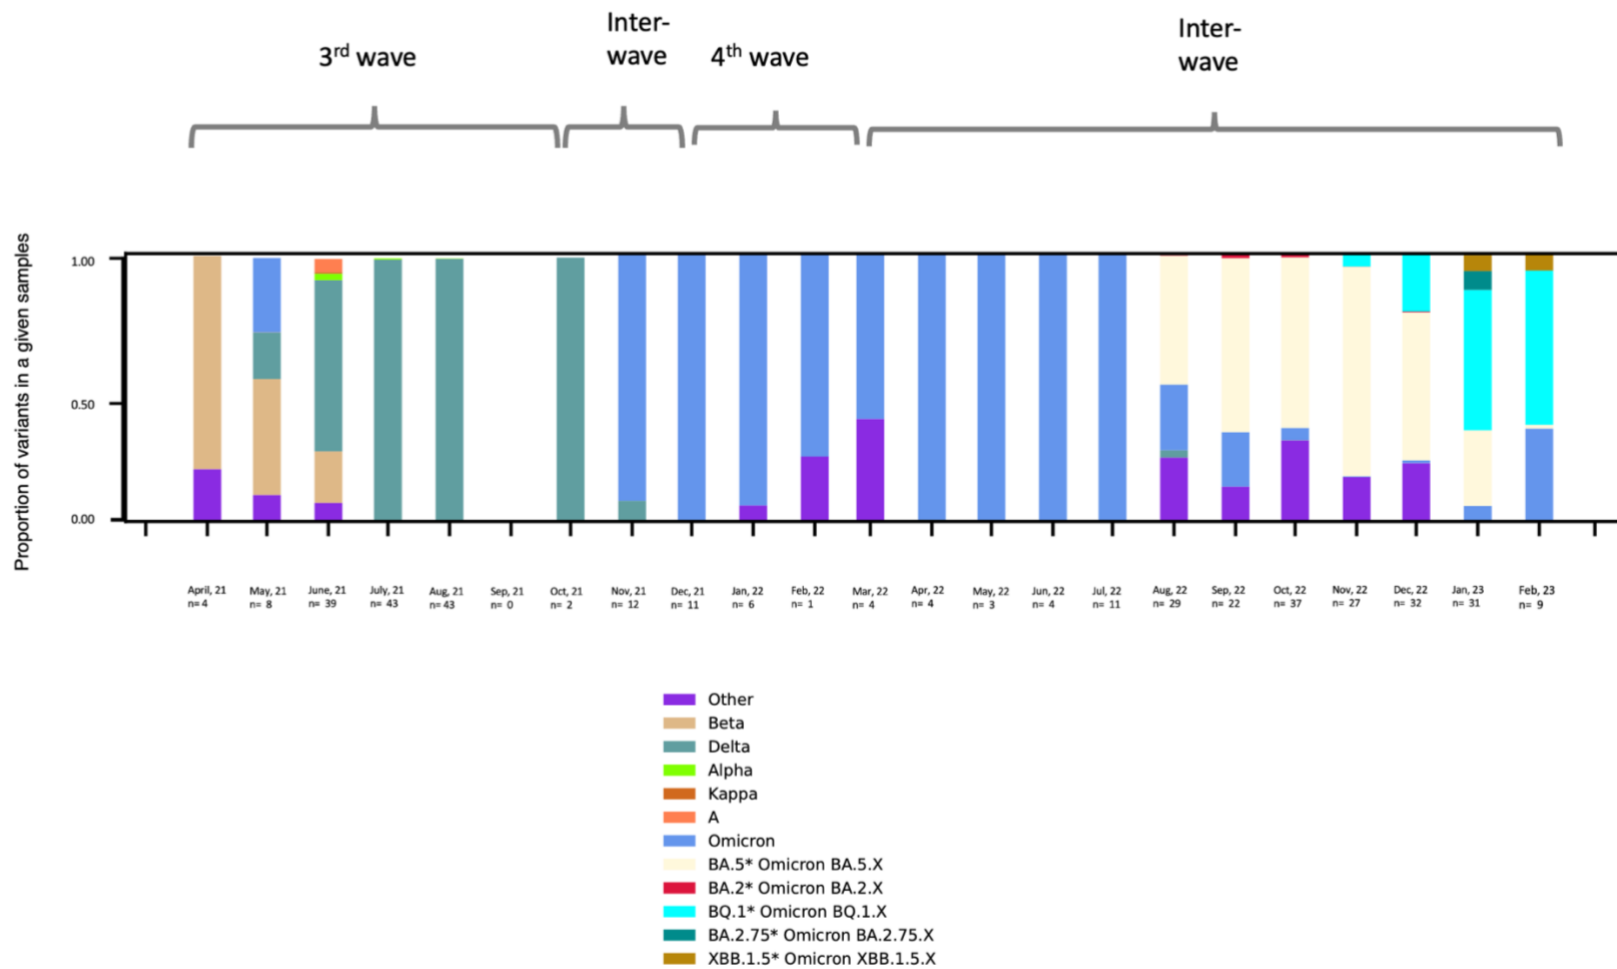 3rd wave
Inter-
wave
4th wave
Inter-
wave
Proportion of variants in a given samples
1.00
0.50
0.00
April, 21
n= 4
May, 21
n= 8
June, 21
n= 39
July, 21
n= 43
Aug, 21
n= 43
Sep, 21
n= 0
Oct, 21
n= 2
Nov, 21
n= 12
Dec, 21
n= 11
Jan, 22
n= 6
Feb, 22
n= 1
Mar, 22
n= 4
Apr, 22
n= 4
May, 22
n= 3
Jun, 22
n= 4
Jul, 22
n= 11
Aug, 22
n= 29
Sep, 22
n= 22
Oct, 22
n= 37
Nov, 22
n= 27
Dec, 22
n= 32
Jan, 23
n= 31
Feb, 23
n= 9
Other
Beta
Delta
Alpha
Kappa
A
Omicron
BA.5* Omicron BA.5.X
BA.2* Omicron BA.2.X
BQ.1* Omicron BQ.1.X
BA.2.75* Omicron BA.2.75.X
XBB.1.5* Omicron XBB.1.5.X